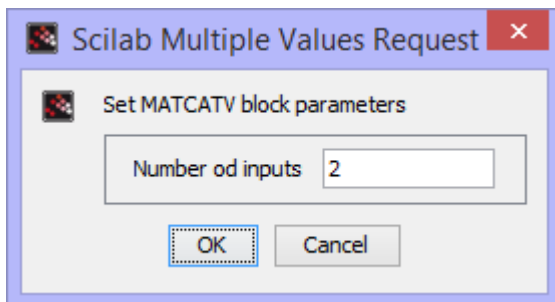 Scilab Multiple Values Request
Set MATCATV block parameters
Number od inputs 2
OK Cancel